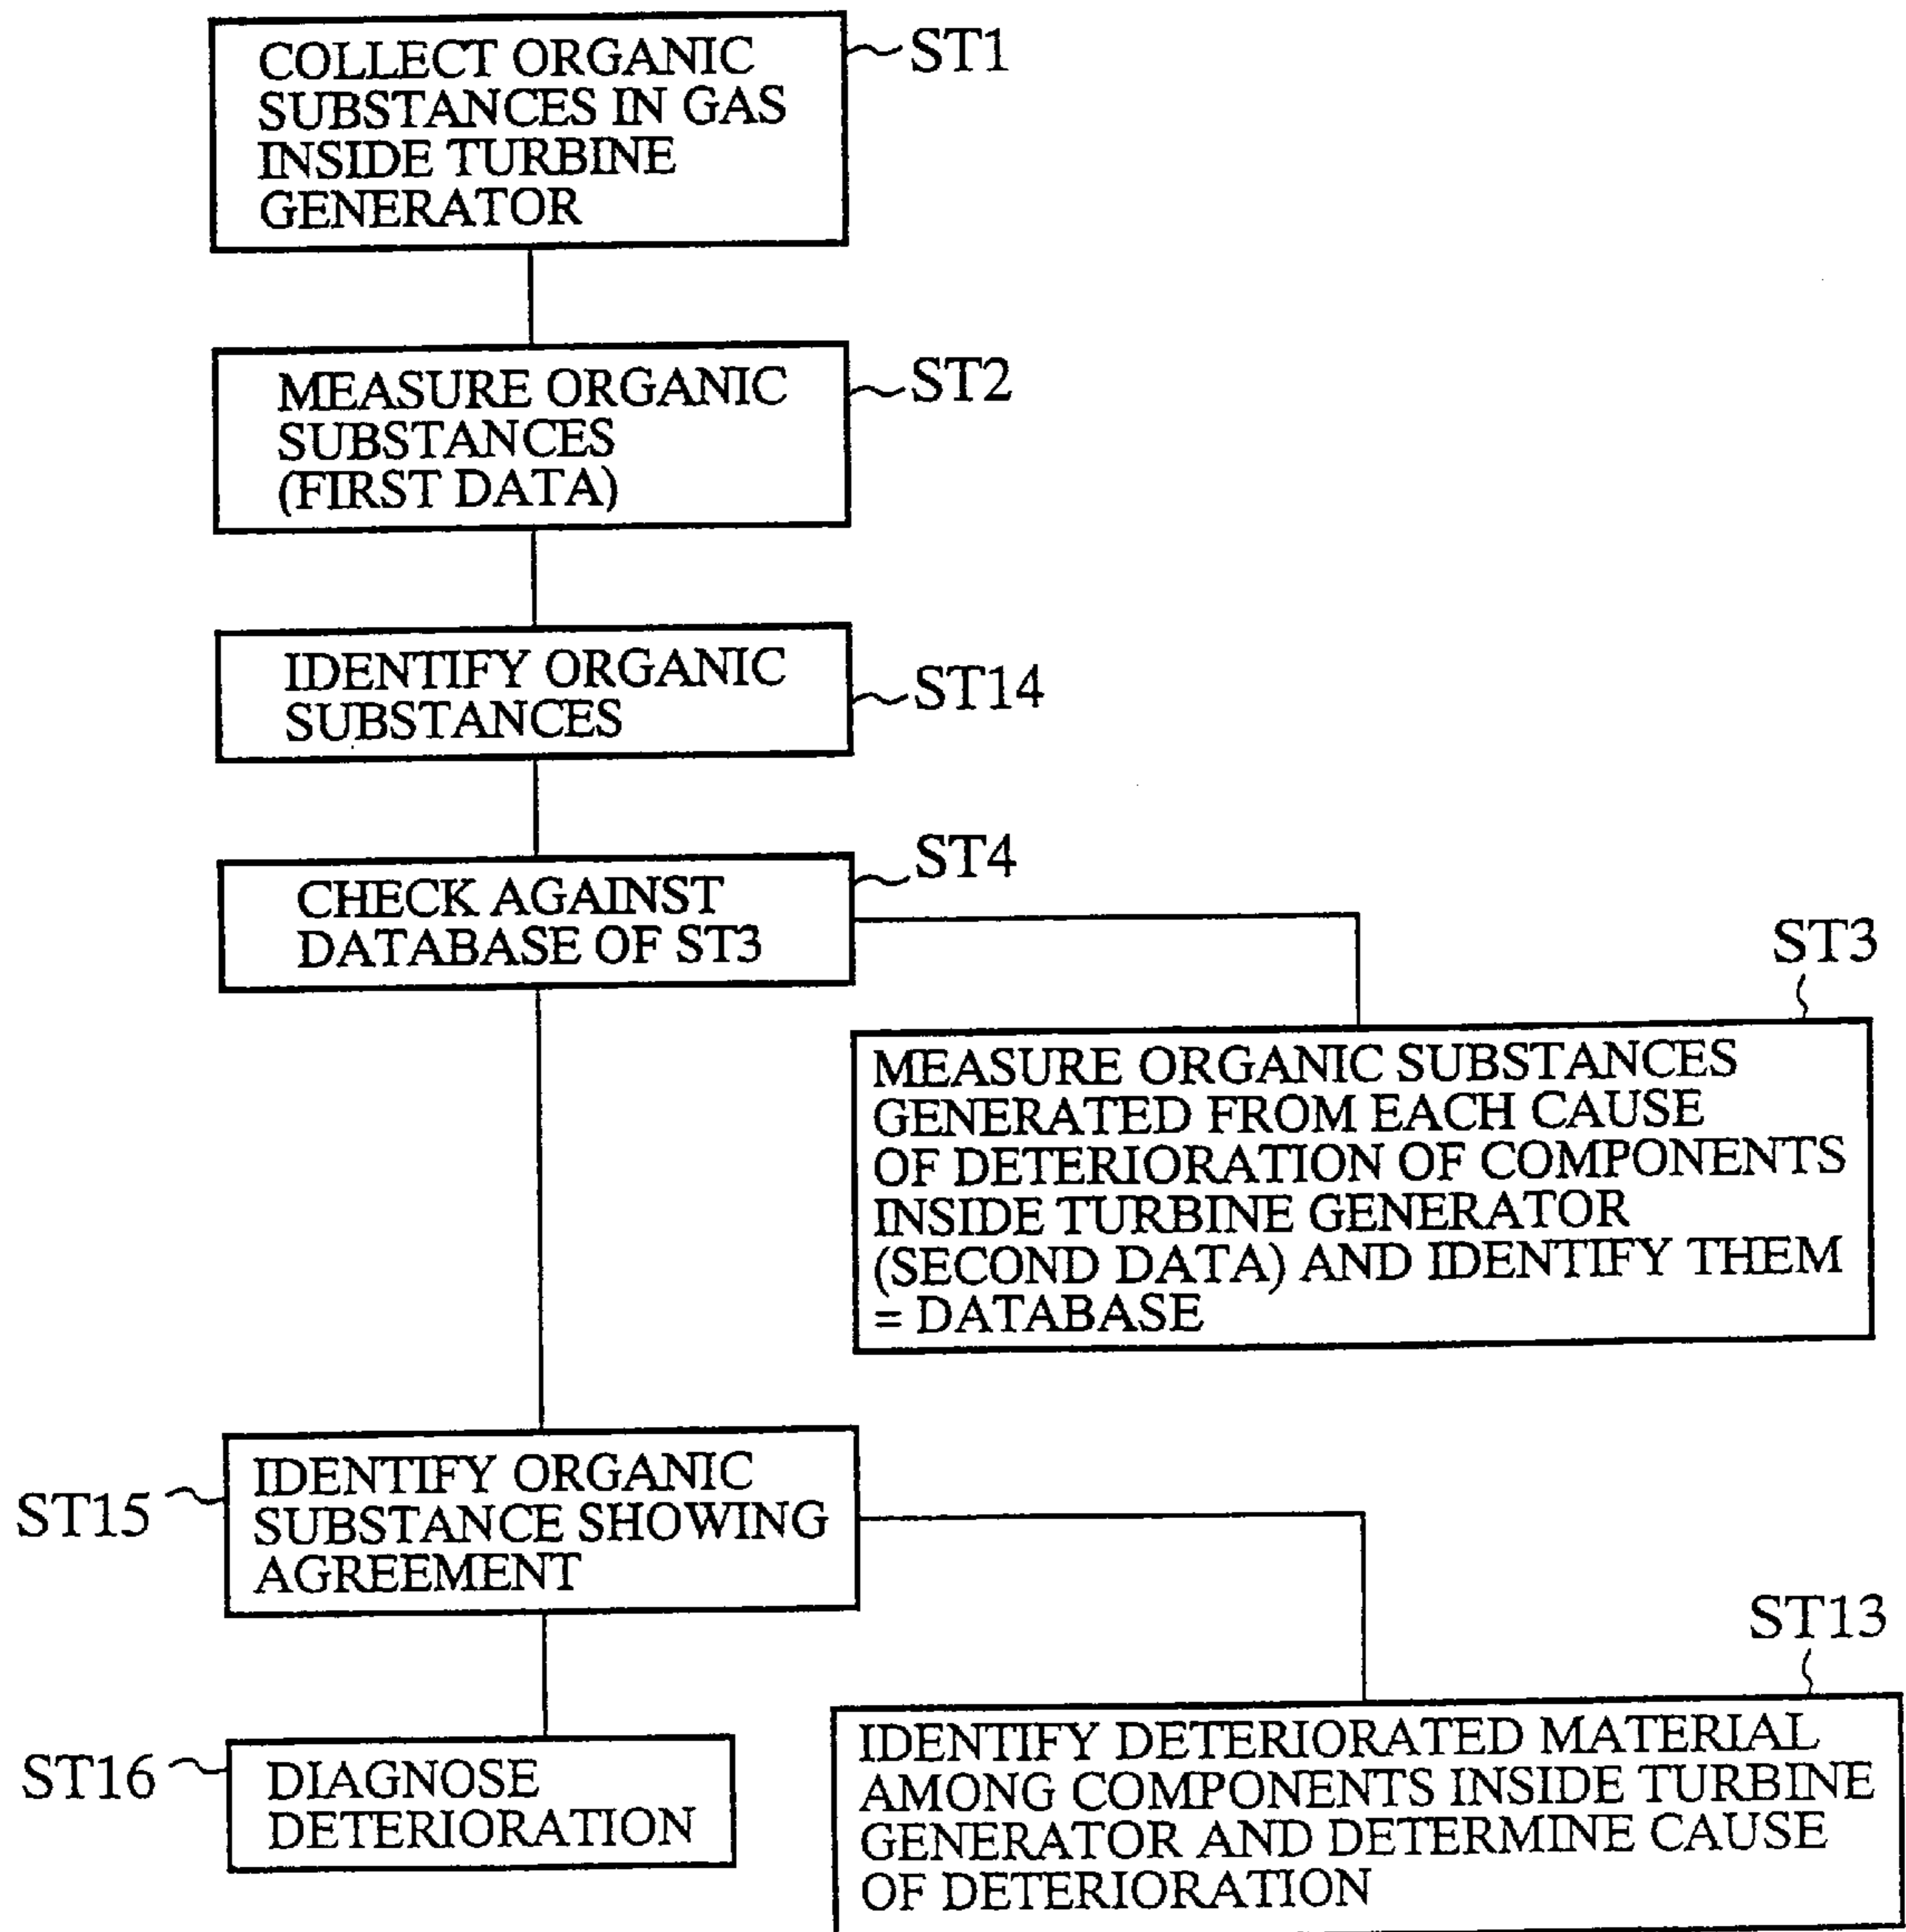 COLLECT ORGANIC
SUBSTANCES IN GAS
INSIDE TURBINE
GENERATOR
ST1
MEASURE ORGANIC
SUBSTANCES
(FIRST DATA)
ST2
IDENTIFY ORGANIC
SUBSTANCES
ST14
CHECK AGAINST
DATABASE OF ST3
ST4
ST3
MEASURE ORGANIC SUBSTANCES
GENERATED FROM EACH CAUSE
OF DETERIORATION OF COMPONENTS
INSIDE TURBINE GENERATOR
(SECOND DATA) AND IDENTIFY THEM
= DATABASE
ST15
IDENTIFY ORGANIC
SUBSTANCE SHOWING
AGREEMENT
ST13
IDENTIFY DETERIORATED MATERIAL
AMONG COMPONENTS INSIDE TURBINE
GENERATOR AND DETERMINE CAUSE
OF DETERIORATION
ST16
DIAGNOSE
DETERIORATION